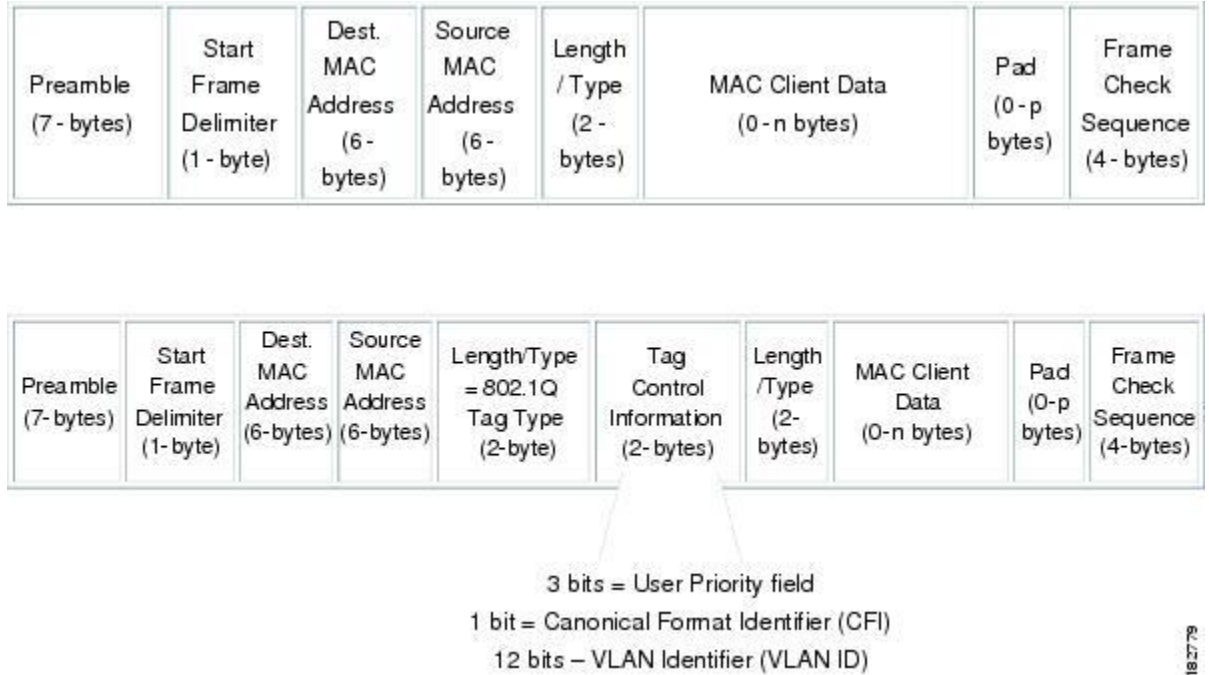 Preamble
(7 - bytes)
Start
Frame
Delimiter
(1 - byte)
Dest.
MAC
Address
(6 -
bytes)
Source
MAC
Address
(6 -
bytes)
Length
/ Type
(2 -
bytes)
MAC Client Data
(0 - n bytes)
Pad
(0 - p
bytes)
Frame
Check
Sequence
(4 - bytes)
Preamble
(7- bytes)
Start
Frame
Delimiter
(1- byte)
Dest.
MAC
Address
(6-bytes)
Source
MAC
Address
(6-bytes)
Length/Type
= 802.1Q
Tag Type
(2-byte)
Tag
Control
Information
(2- bytes)
Length
/Type
(2-
bytes)
MAC Client
Data
(0-n bytes)
Pad
(0-p
bytes)
Frame
Check
Sequence
(4-bytes)
3 bits = User Priority field
1 bit = Canonical Format Identifier (CFI)
12 bits – VLAN Identifier (VLAN ID)
182779